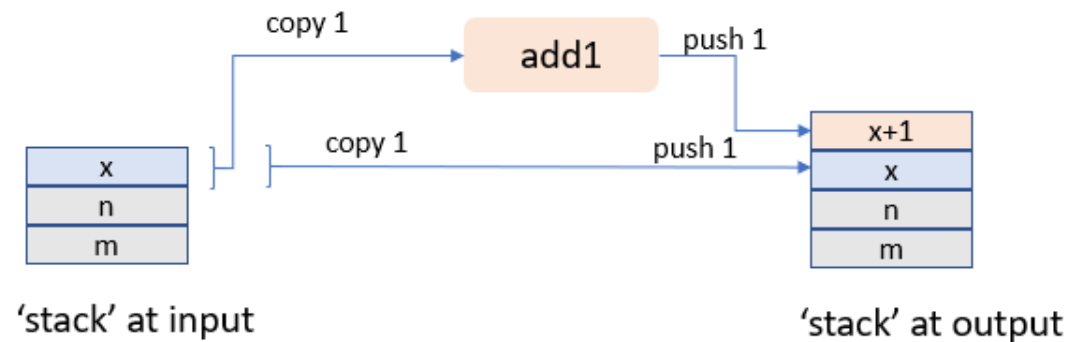 copy 1
add1
push 1
x+1
copy 1
push 1
x
x
n
n
m
m
‘stack’ at input
‘stack’ at output